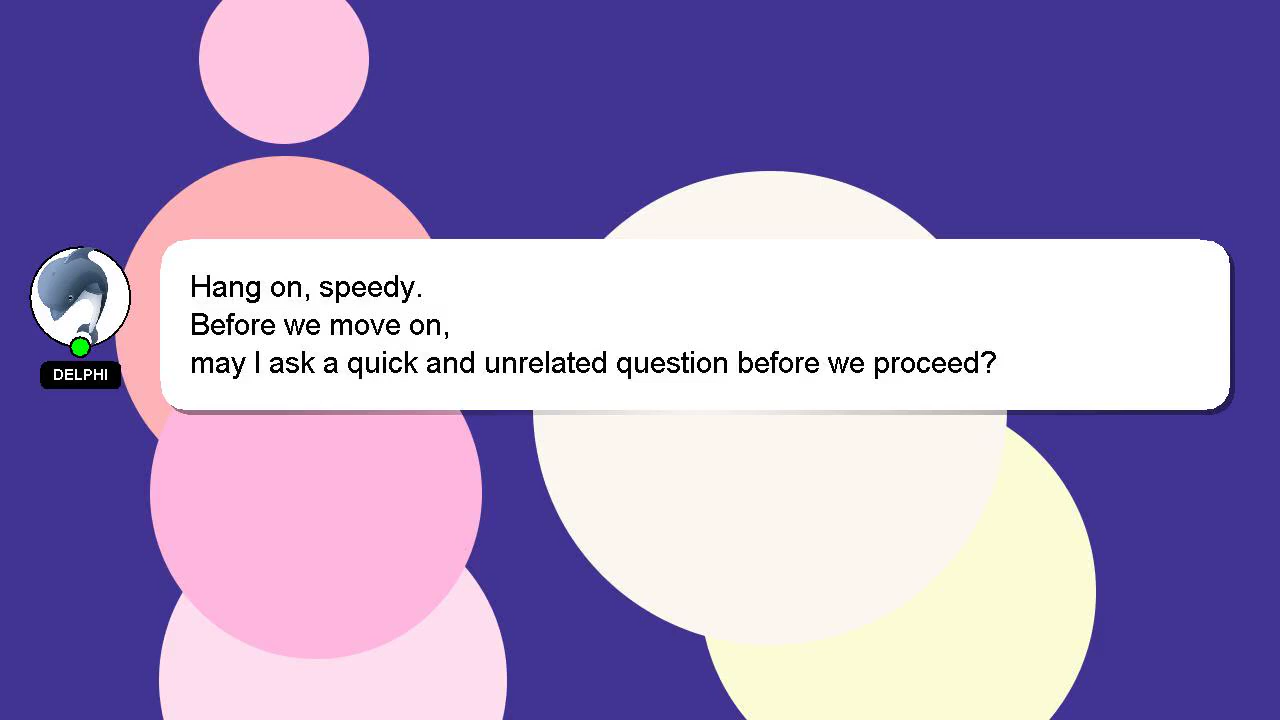 Hang on, speedy.
Before we move on,
may I ask a quick and unrelated question before we proceed?
DELPHI